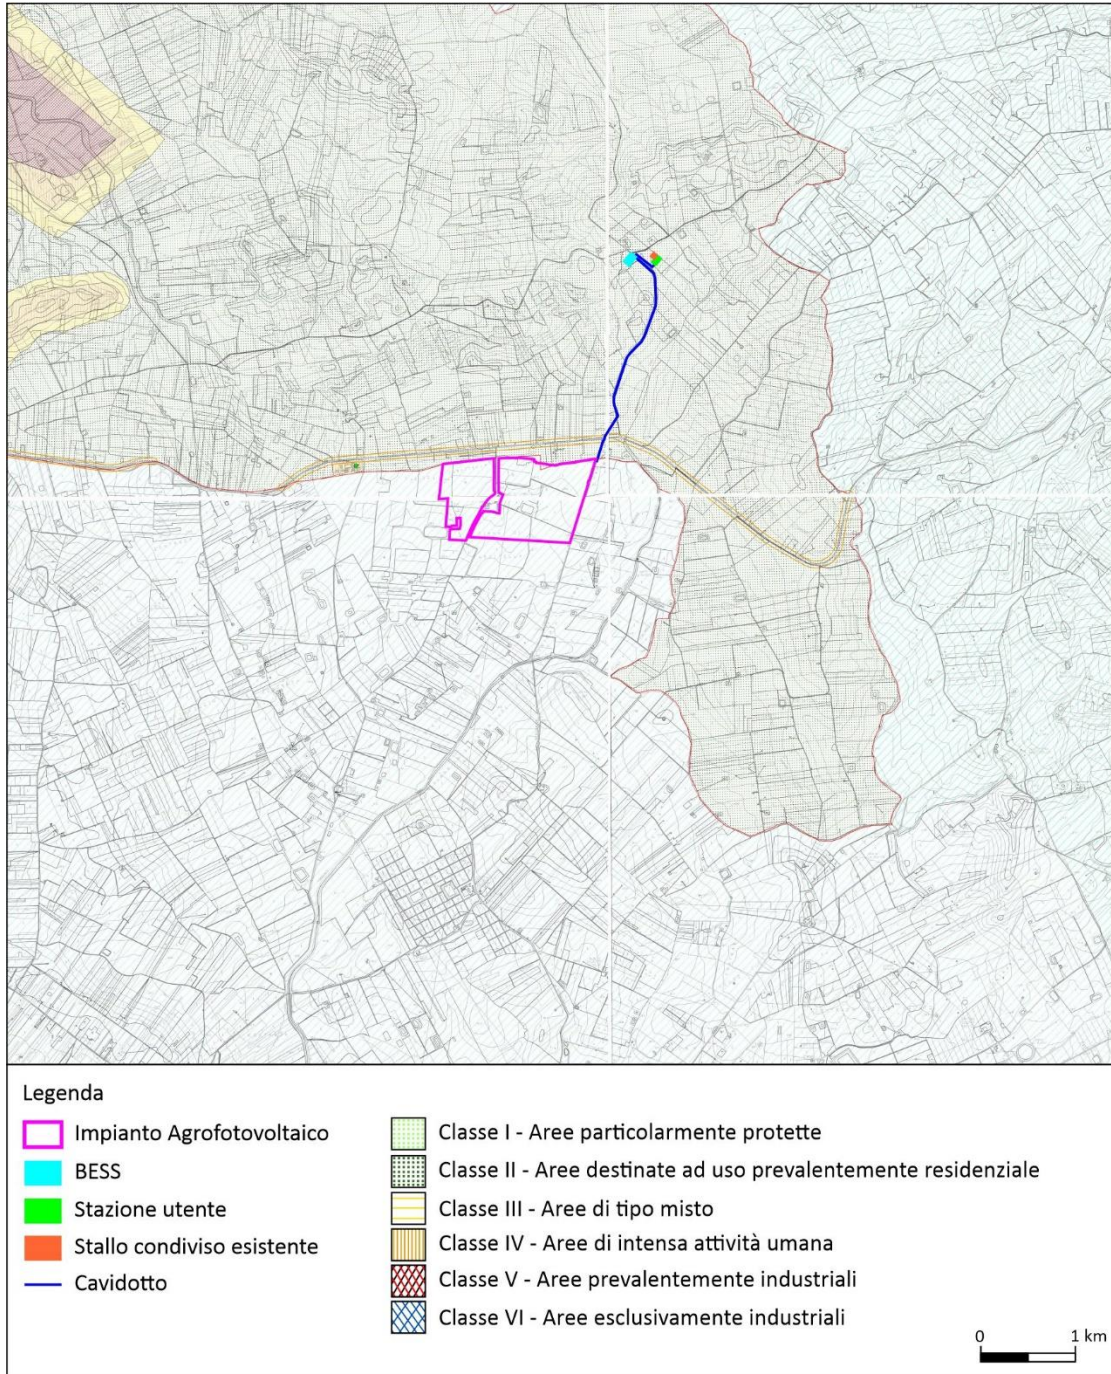 Legenda
Impianto Agrofotovoltaico
BESS
Stazione utente
Stallo condiviso esistente
Cavidotto
Classe I - Aree particolarmente protette
Classe II - Aree destinate ad uso prevalentemente residenziale
Classe III - Aree di tipo misto
Classe IV - Aree di intensa attività umana
Classe V - Aree prevalentemente industriali
Classe VI - Aree esclusivamente industriali
0 1 km